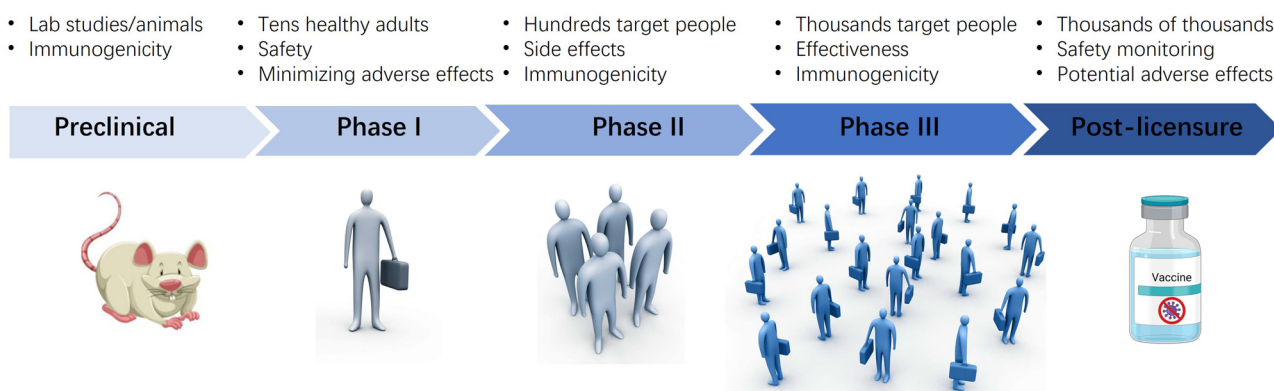 • Lab studies/animals
• Immunogenicity
• Tens healthy adults
• Safety
• Minimizing adverse effects
• Hundreds target people
• Side effects
• Immunogenicity
• Thousands target people
• Effectiveness
• Immunogenicity
• Thousands of thousands
• Safety monitoring
• Potential adverse effects
Preclinical
Phase I
Phase II
Phase III
Post-licensure
Vaccine